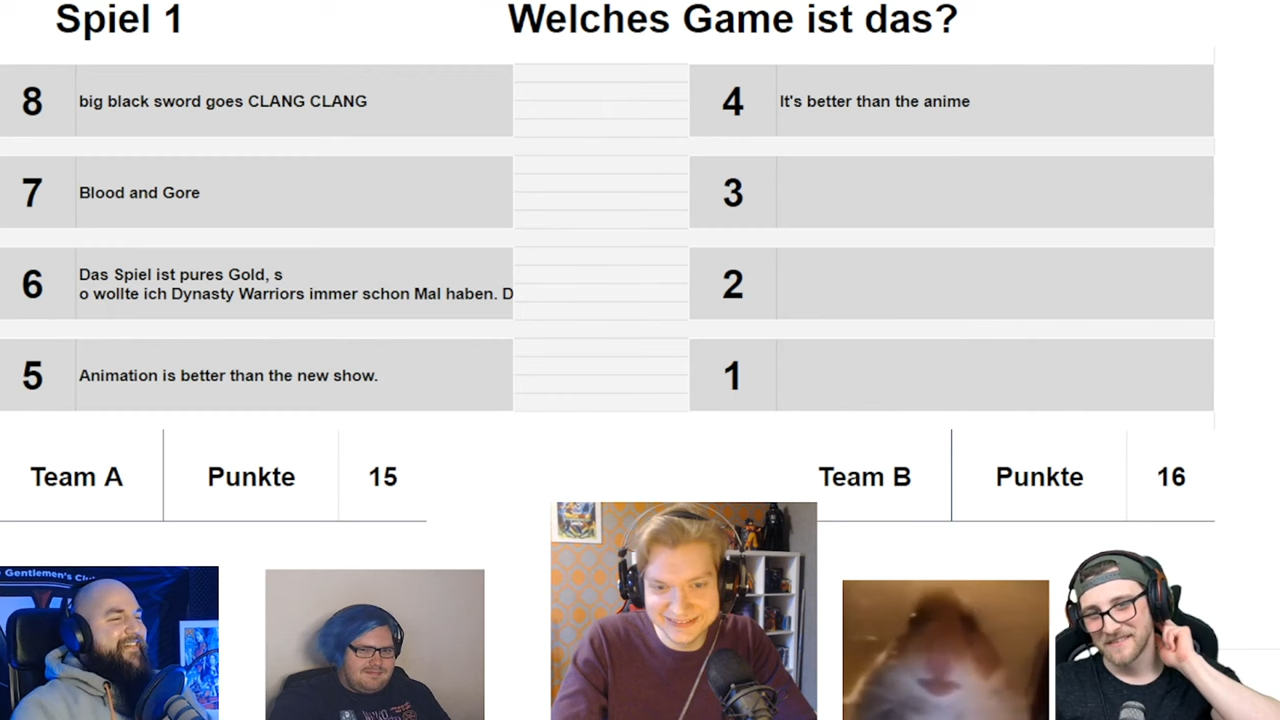 Spiel 1
Welches Game ist das?
8
big black sword goes CLANG CLANG
4
It's better than the anime
7
Blood and Gore
3
6
Das Spiel ist pures Gold, s
o wollte ich Dynasty Warriors immer schon Mal haben. D
2
5
Animation is better than the new show.
1
Team A
Punkte
15
Team B
Punkte
16
Gentlemen's Clu